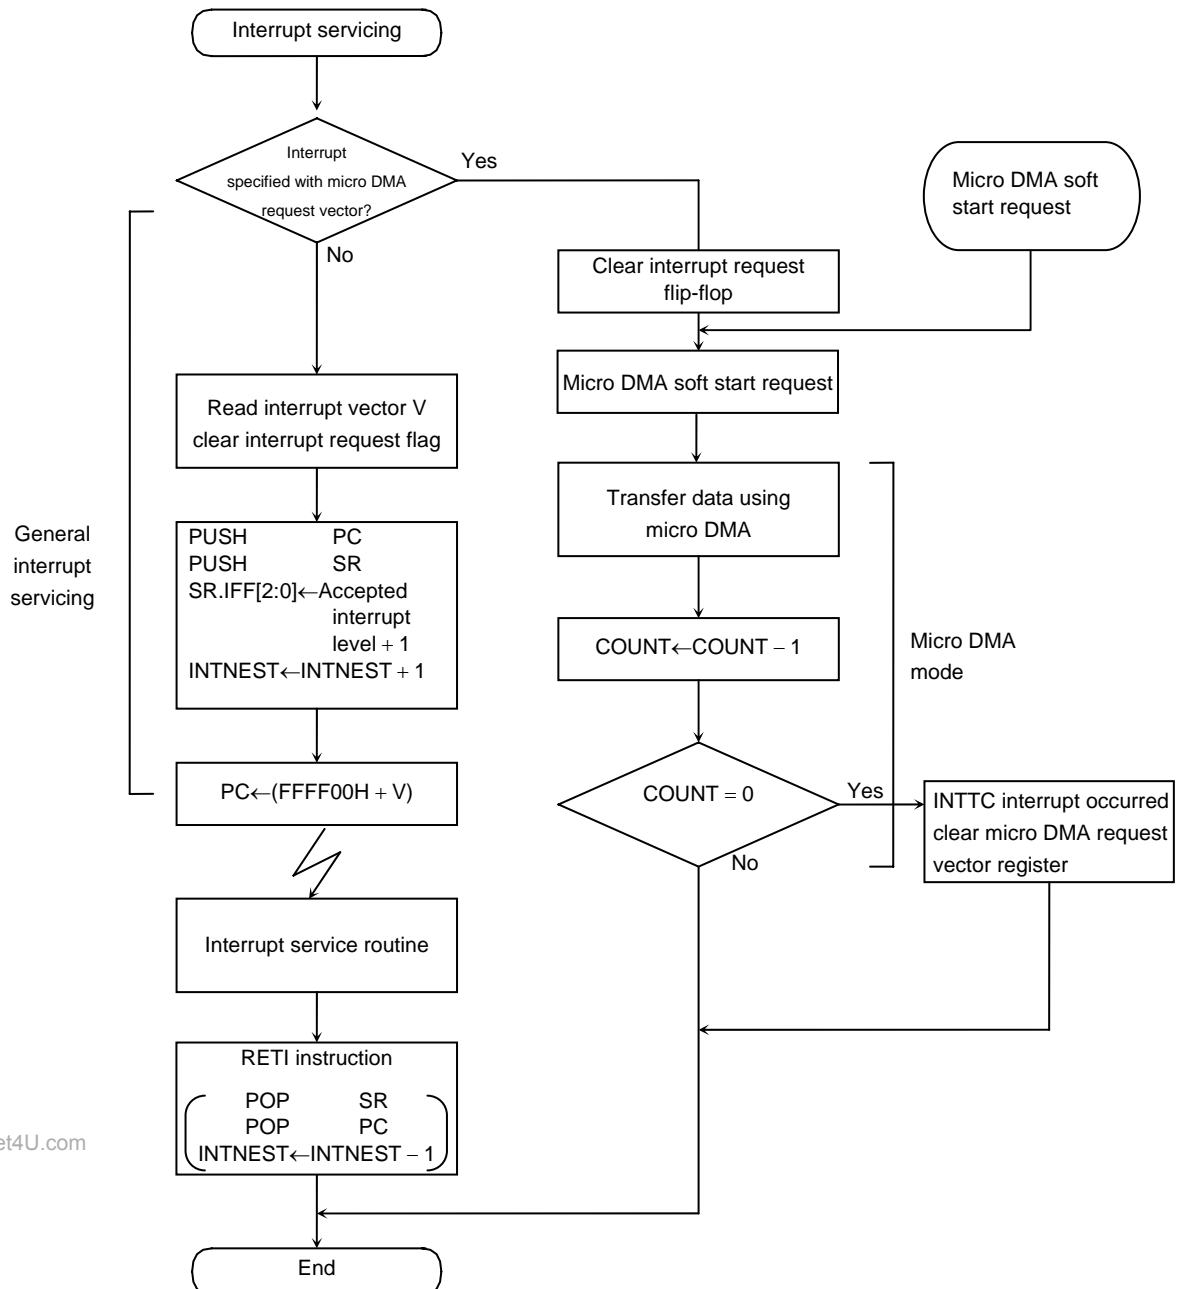 Interrupt servicing
Interrupt
specified with micro DMA
request vector?
Yes
No
Micro DMA soft
start request
Clear interrupt request
flip-flop
Micro DMA soft start request
Read interrupt vector V
clear interrupt request flag
Transfer data using
micro DMA
General
interrupt
servicing
PUSH PC
PUSH SR
SR.IFF[2:0]←Accepted
interrupt
level + 1
INTNEST←INTNEST + 1
COUNT←COUNT − 1
Micro DMA
mode
PC←(FFFF00H + V)
COUNT = 0
Yes
No
INTTC interrupt occurred
clear micro DMA request
vector register
Interrupt service routine
RETI instruction
POP SR
POP PC
INTNEST←INTNEST − 1
et4U.com
End